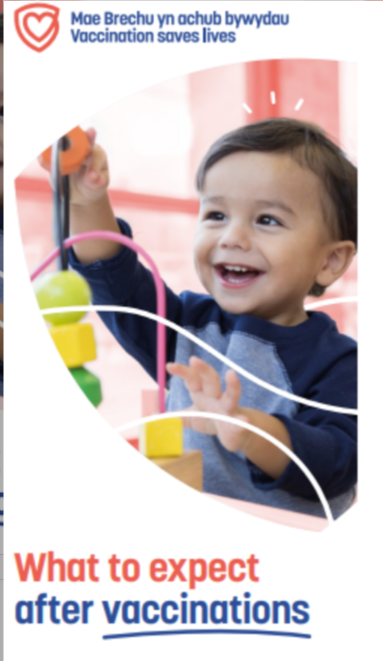 Mae Brechu yn achub bywydau
Vaccination saves lives
What to expect
after vaccinations